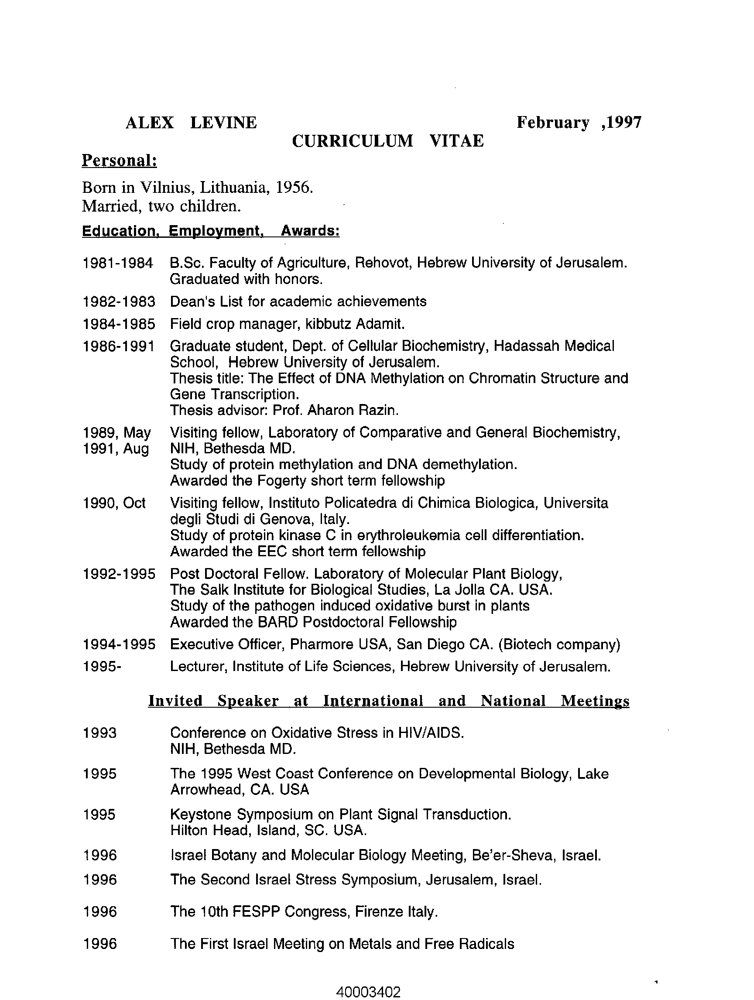 ALEX LEVINE February ,1997
CURRICULUM VITAE
Personal:
Born in Vilnius, Lithuania, 1956.
Married, two children.
Education, Employment, Awards:
1981-1984 B.Sc. Faculty of Agriculture, Rehovot, Hebrew University of Jerusalem.
Graduated with honors.
1982-1983 Dean's List for academic achievements
1984-1985 Field crop manager, kibbutz Adamit.
1986-1991 Graduate student, Dept. of Cellular Biochemistry, Hadassah Medical
School, Hebrew University of Jerusalem.
Thesis title: The Effect of DNA Methylation on Chromatin Structure and
Gene Transcription.
Thesis advisor: Prof. Aharon Razin.
1989, May Visiting fellow, Laboratory of Comparative and General Biochemistry,
1991, Aug NIH, Bethesda MD.
Study of protein methylation and DNA demethylation.
Awarded the Fogerty short term fellowship
1990, Oct Visiting fellow, Instituto Policatedra di Chimica Biologica, Universita
degli Studi di Genova, Italy.
Study of protein kinase C in erythroleukemia cell differentiation.
Awarded the EEC short term fellowship
1992-1995 Post Doctoral Fellow. Laboratory of Molecular Plant Biology,
The Salk Institute for Biological Studies, La Jolla CA. USA.
Study of the pathogen induced oxidative burst in plants
Awarded the BARD Postdoctoral Fellowship
1994-1995 Executive Officer, Pharmore USA, San Diego CA. (Biotech company)
1995- Lecturer, Institute of Life Sciences, Hebrew University of Jerusalem.
Invited Speaker at International and National Meetings
1993 Conference on Oxidative Stress in HIV/AIDS.
NIH, Bethesda MD.
1995 The 1995 West Coast Conference on Developmental Biology, Lake
Arrowhead, CA. USA
1995 Keystone Symposium on Plant Signal Transduction.
Hilton Head, Island, SC. USA.
1996 Israel Botany and Molecular Biology Meeting, Be'er-Sheva, Israel.
1996 The Second Israel Stress Symposium, Jerusalem, Israel.
1996 The 10th FESPP Congress, Firenze Italy.
1996 The First Israel Meeting on Metals and Free Radicals
40003402